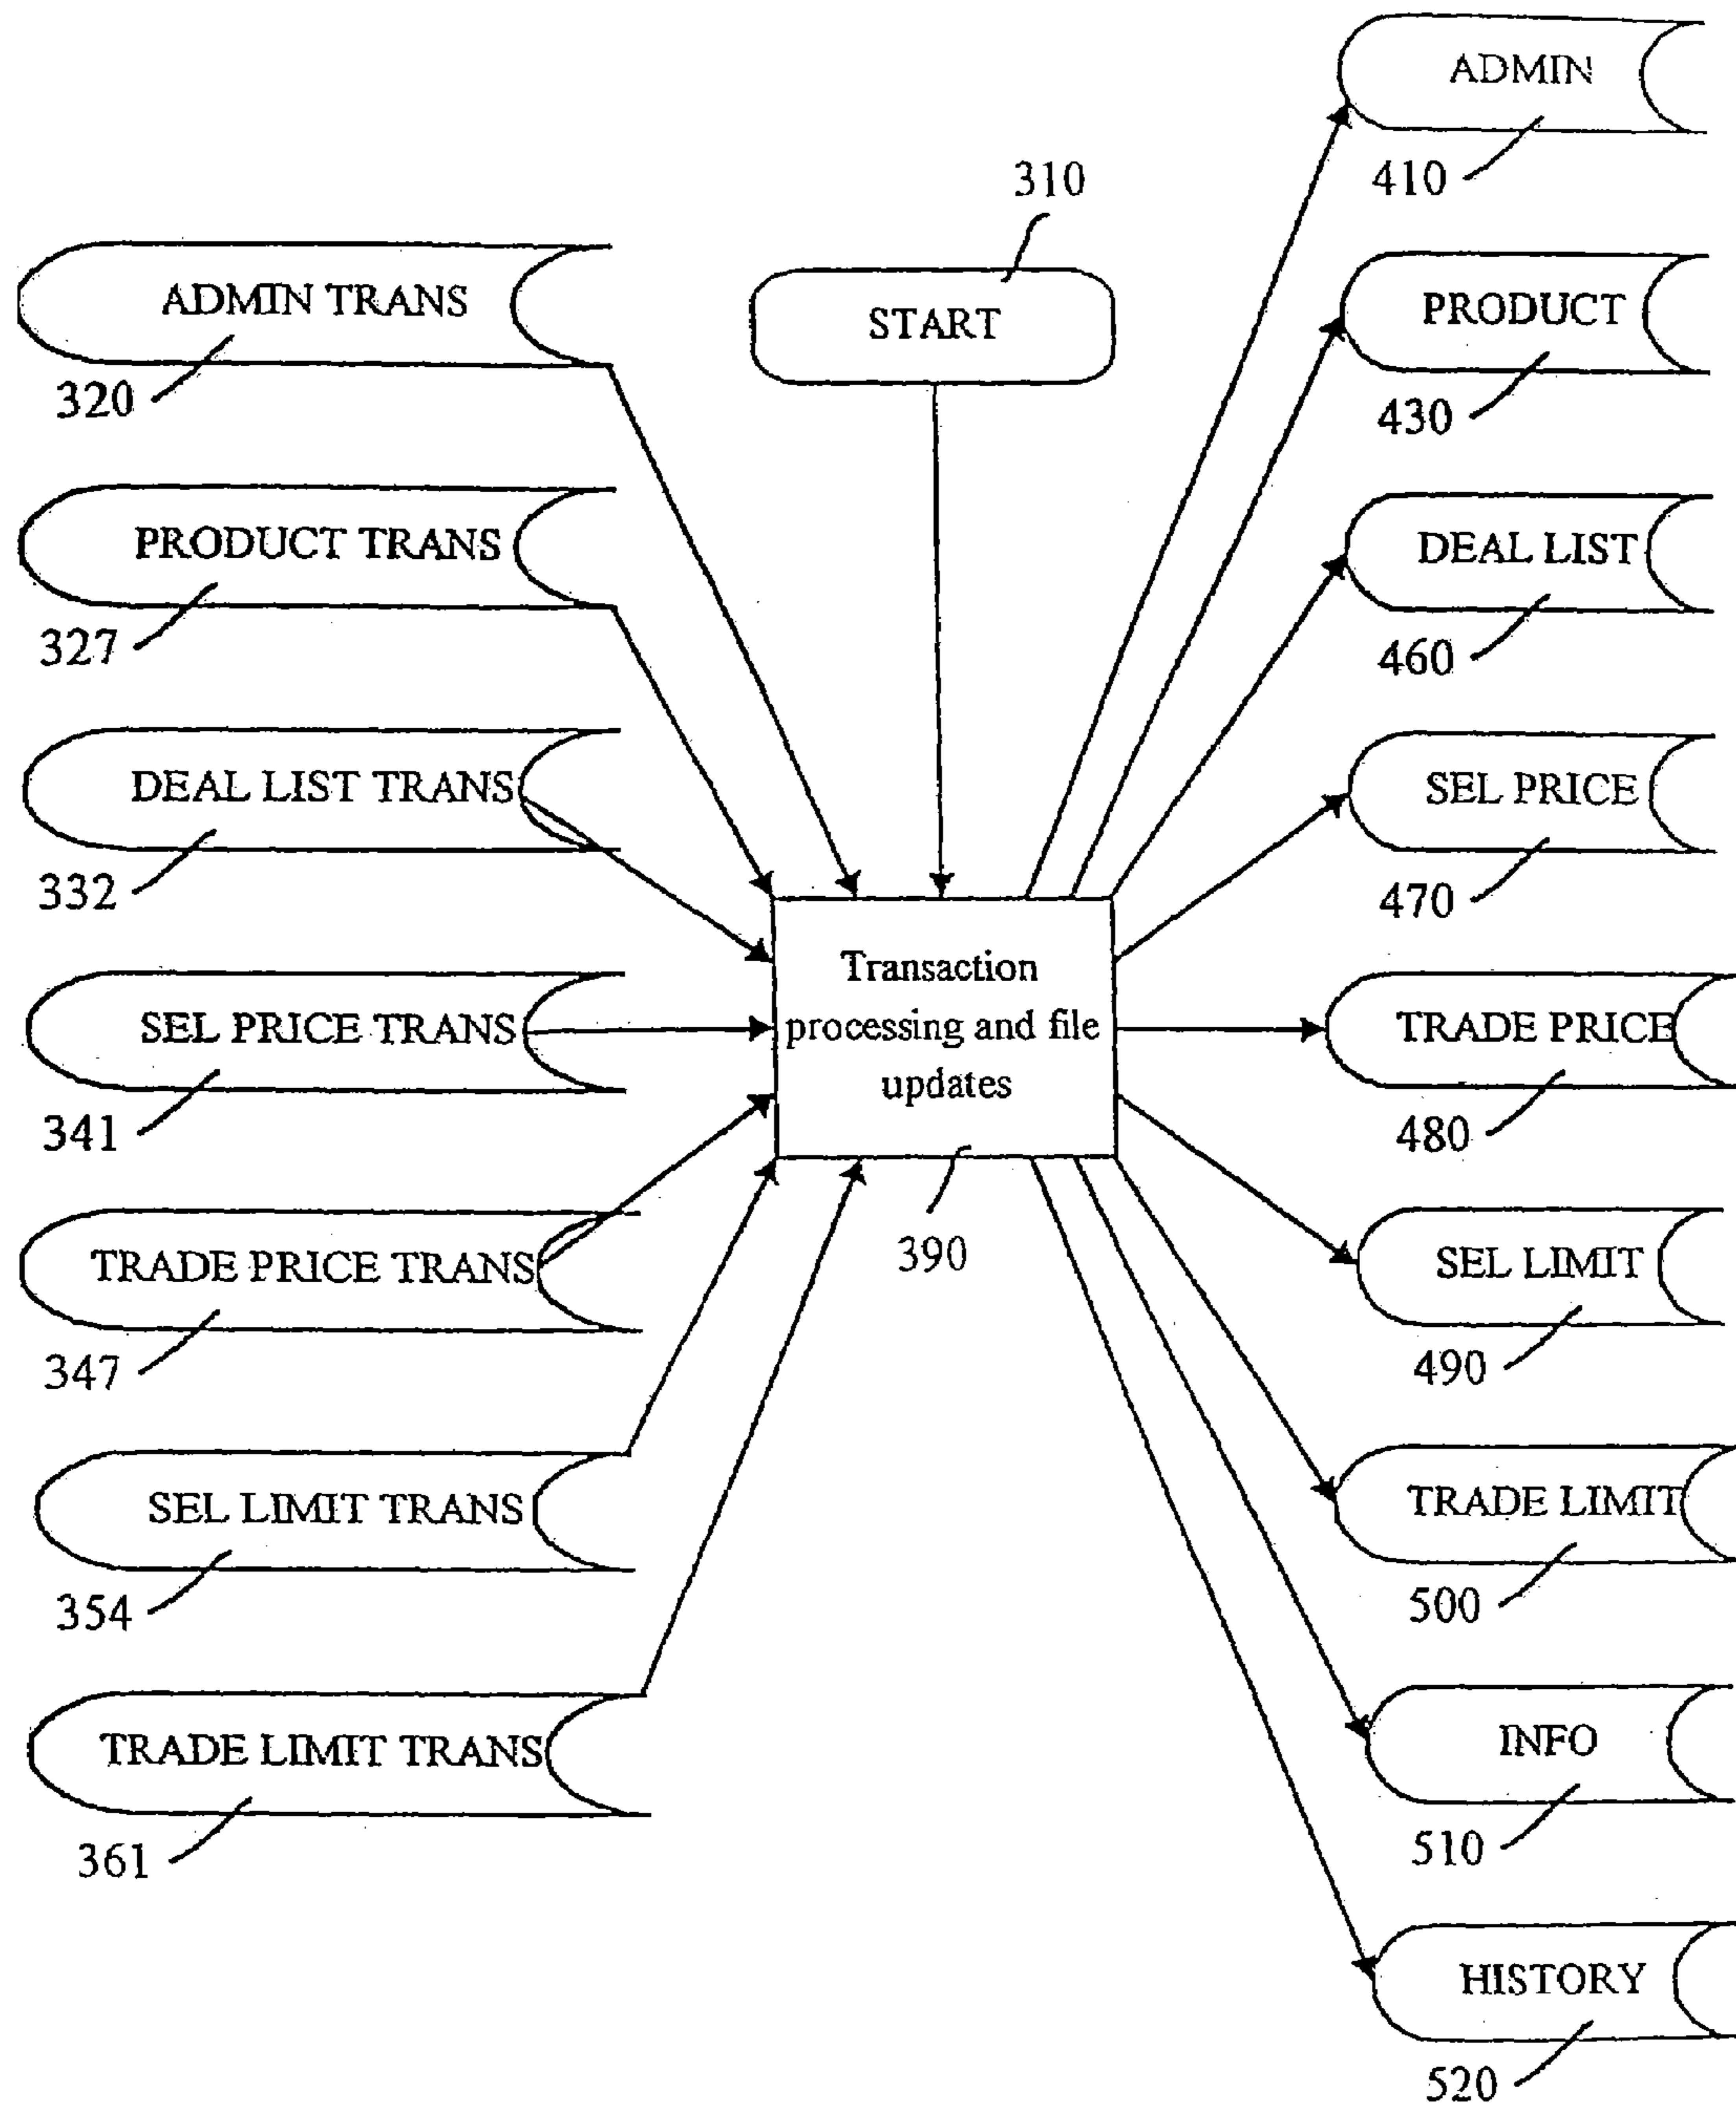 ADMIN
410
310
START
ADMIN TRANS
320
PRODUCT
430
PRODUCT TRANS
327
DEAL LIST
460
DEAL LIST TRANS
332
SEL PRICE
470
Transaction
processing and file
updates
390
SEL PRICE TRANS
341
TRADE PRICE
480
TRADE PRICE TRANS
347
SEL LIMIT
490
SEL LIMIT TRANS
354
TRADE LIMIT
500
TRADE LIMIT TRANS
361
INFO
510
HISTORY
520